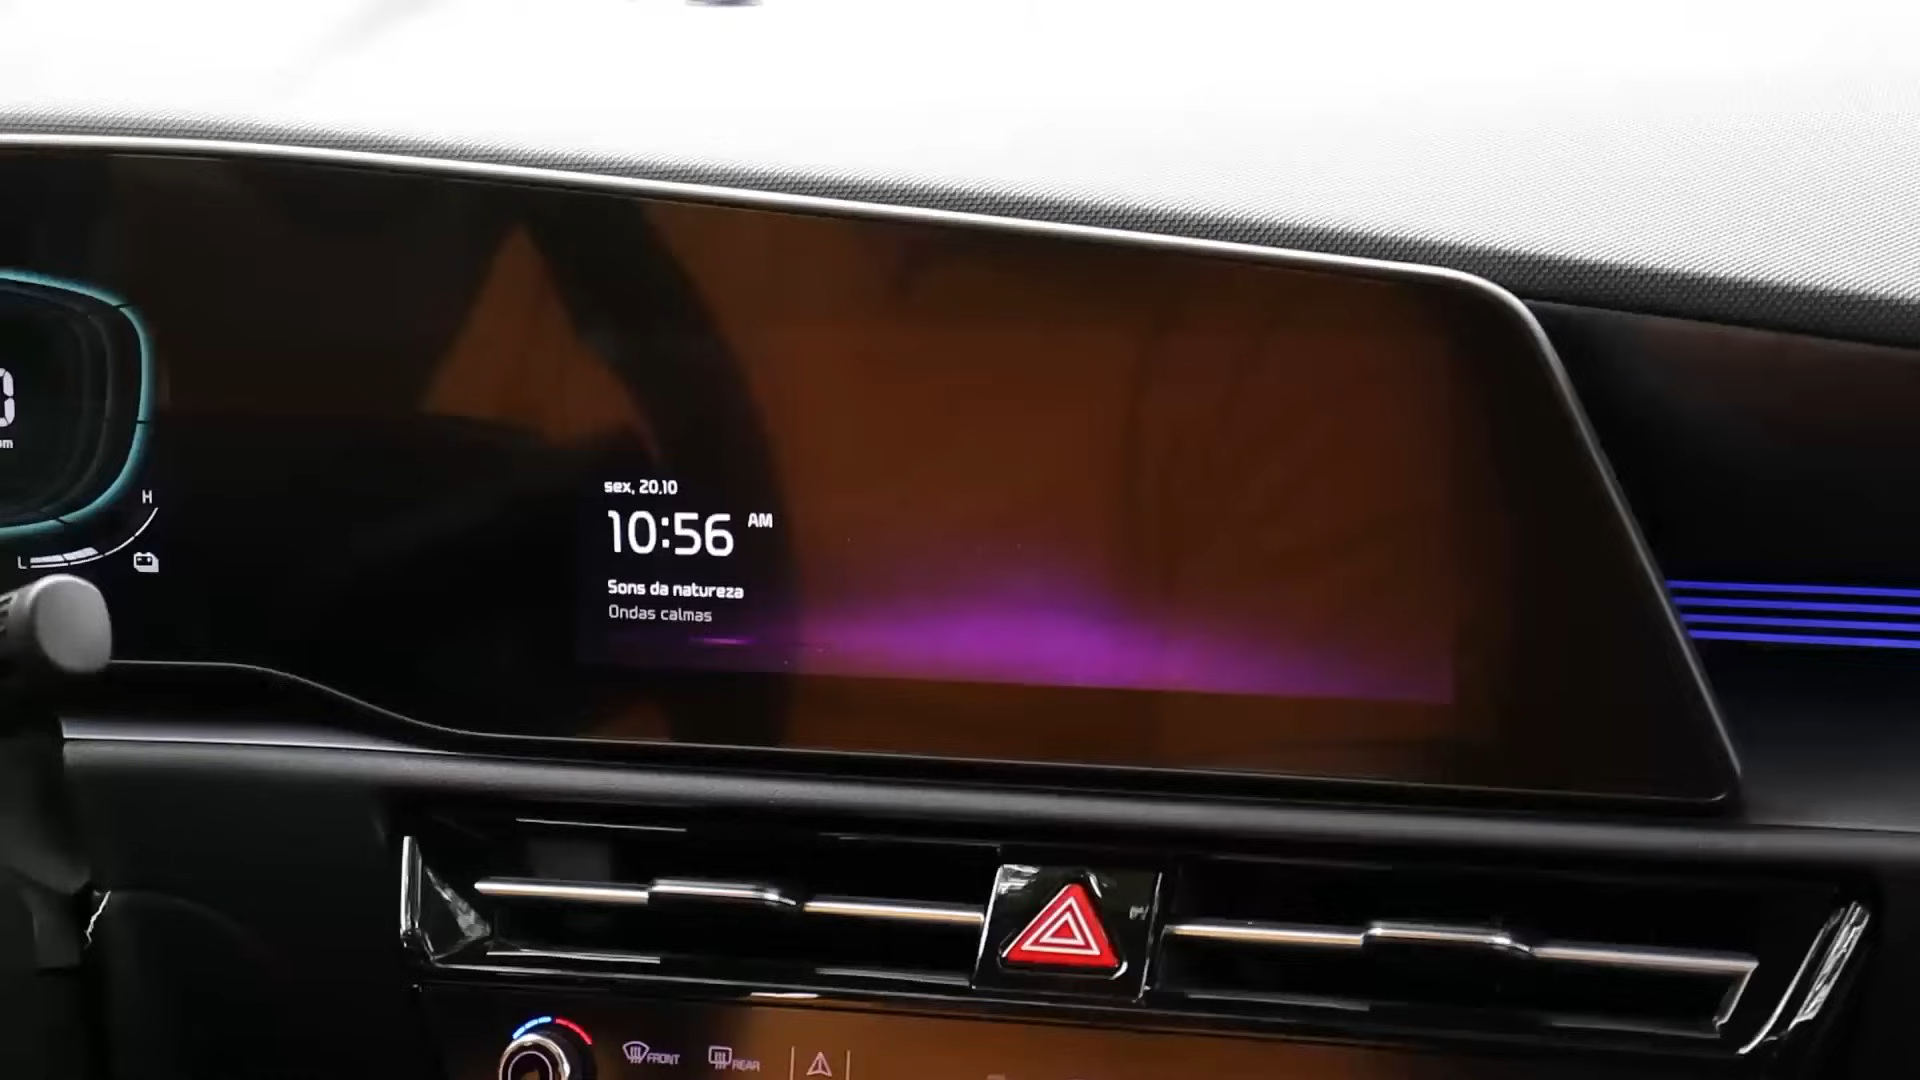 sex, 20.10
10:56 AM
Sons da natureza
Ondas calmas
H
L
FRONT
REAR